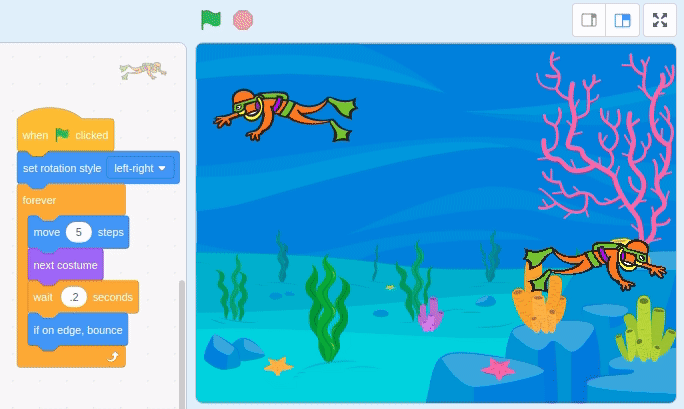 when clicked
set rotation style left-right
forever
move 5 steps
next costume
wait .2 seconds
if on edge, bounce